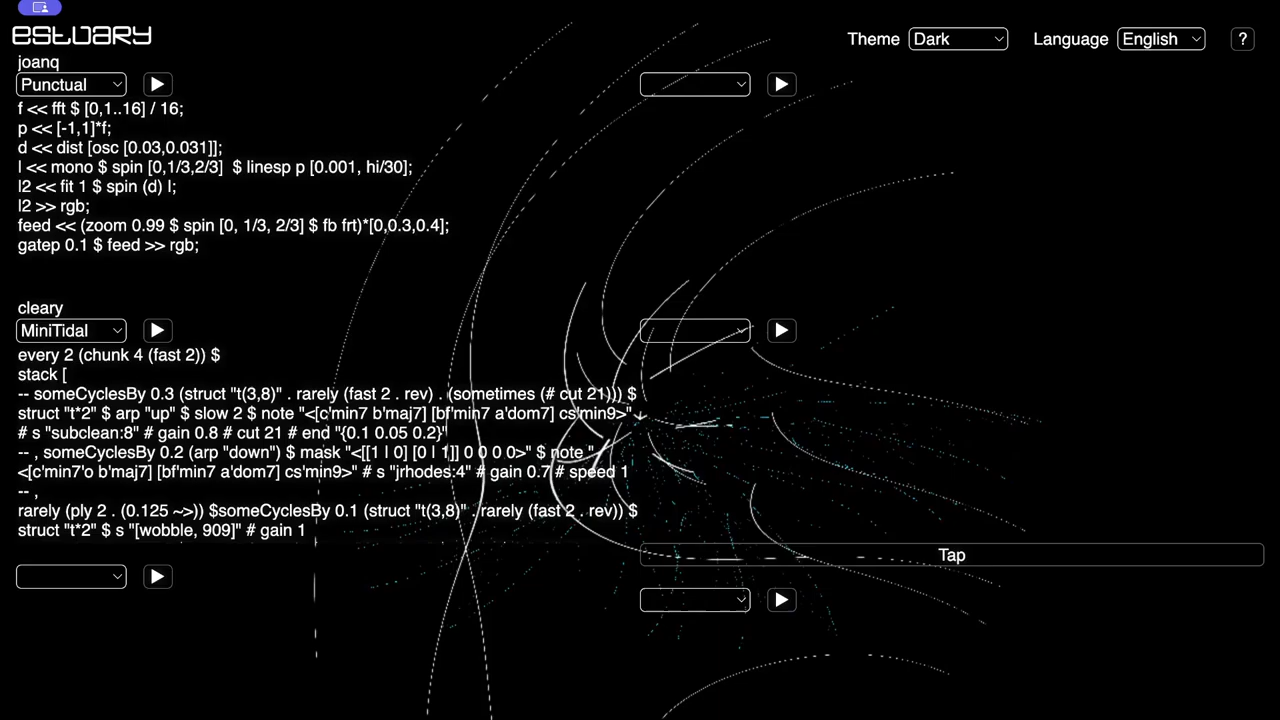 ESTUARY
Theme Dark Language English ?
joanq
Punctual
f << fft $ [0,1..16] / 16;
p << [-1,1]*f;
d << dist [osc [0.03,0.031]];
l << mono $ spin [0,1/3,2/3]  $ linesp p [0.001, hi/30];
l2 << fit 1 $ spin (d) l;
l2 >> rgb;
feed << (zoom 0.99 $ spin [0, 1/3, 2/3] $ fb frt)*[0,0.3,0.4];
gatep 0.1 $ feed >> rgb;
cleary
MiniTidal
every 2 (chunk 4 (fast 2)) $
stack [
-- someCyclesBy 0.3 (struct "t(3,8)" . rarely (fast 2 . rev) . (sometimes (# cut 21))) $
struct "t*2" $ arp "up" $ slow 2 $ note "<[c'min7 b'maj7] [bf'min7 a'dom7] cs'min9>"
# s "subclean:8" # gain 0.8 # cut 21 # end "{0.1 0.05 0.2}"
-- , someCyclesBy 0.2 (arp "down") $ mask "<[[1 | 0] [0 | 1]] 0 0 0 0>" $ note "
<[c'min7'o b'maj7] [bf'min7 a'dom7] cs'min9>" # s "jrhodes:4" # gain 0.7 # speed 1
-- ,
rarely (ply 2 . (0.125 ~>)) $someCyclesBy 0.1 (struct "t(3,8)" . rarely (fast 2 . rev)) $
struct "t*2" $ s "[wobble, 909]" # gain 1
Tap